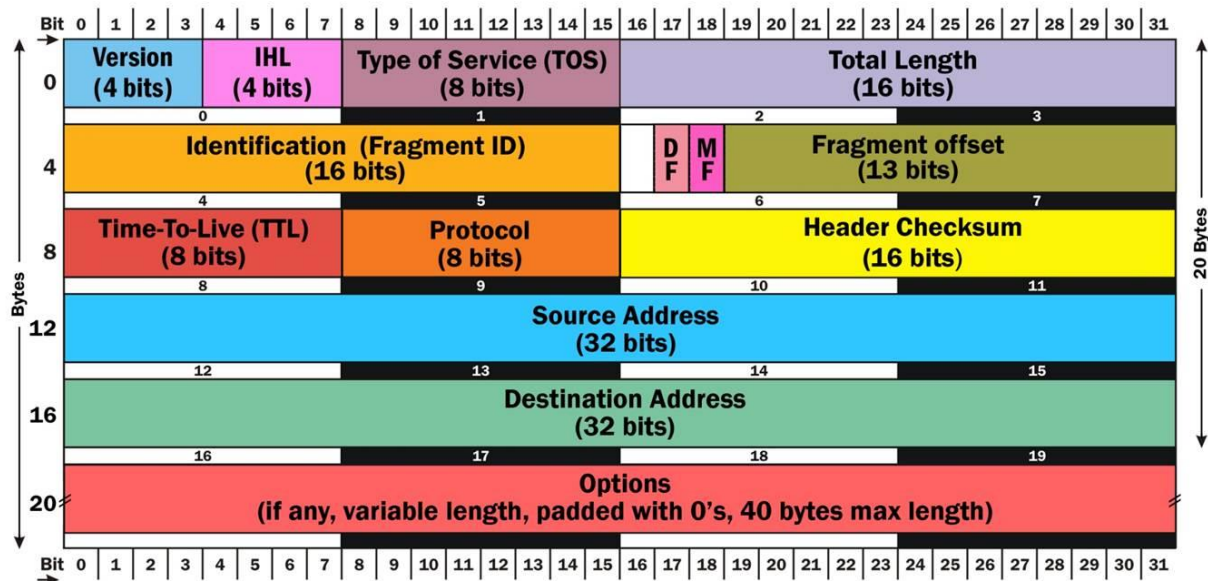 Bit 0 1 2 3 4 5 6 7 8 9 10 11 12 13 14 15 16 17 18 19 20 21 22 23 24 25 26 27 28 29 30 31
Bytes
20 Bytes
0
Version
(4 bits)
IHL
(4 bits)
Type of Service (TOS)
(8 bits)
Total Length
(16 bits)
0 1 2 3
4
Identification (Fragment ID)
(16 bits)
D
F
M
F
Fragment offset
(13 bits)
4 5 6 7
8
Time-To-Live (TTL)
(8 bits)
Protocol
(8 bits)
Header Checksum
(16 bits)
8 9 10 11
12
Source Address
(32 bits)
12 13 14 15
16
Destination Address
(32 bits)
16 17 18 19
20
Options
(if any, variable length, padded with 0's, 40 bytes max length)
Bit 0 1 2 3 4 5 6 7 8 9 10 11 12 13 14 15 16 17 18 19 20 21 22 23 24 25 26 27 28 29 30 31